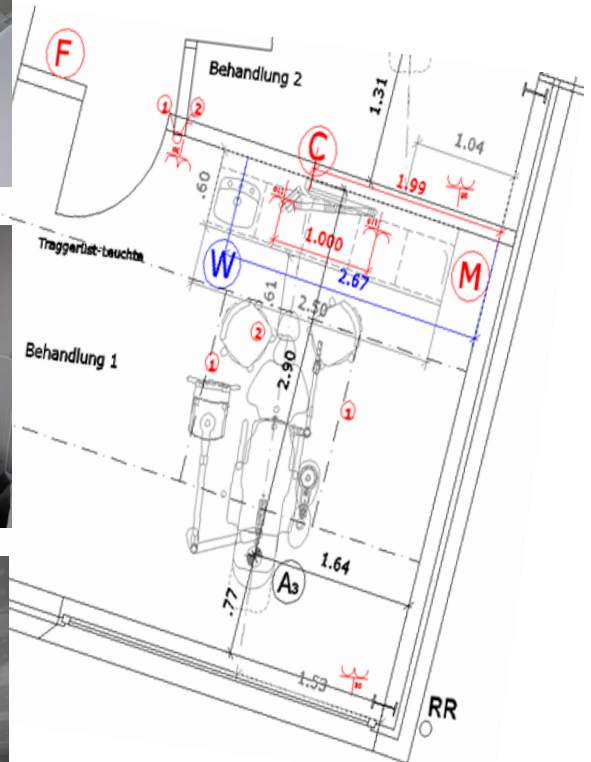 F
Behandlung 2
1.31
1
2
C
1.04
.60
1.99
1.000
M
Traggerüst-Leuchte
W
2.67
.61
2.50
2
Behandlung 1
2.90
1
1
1.64
A3
.77
1.53
RR